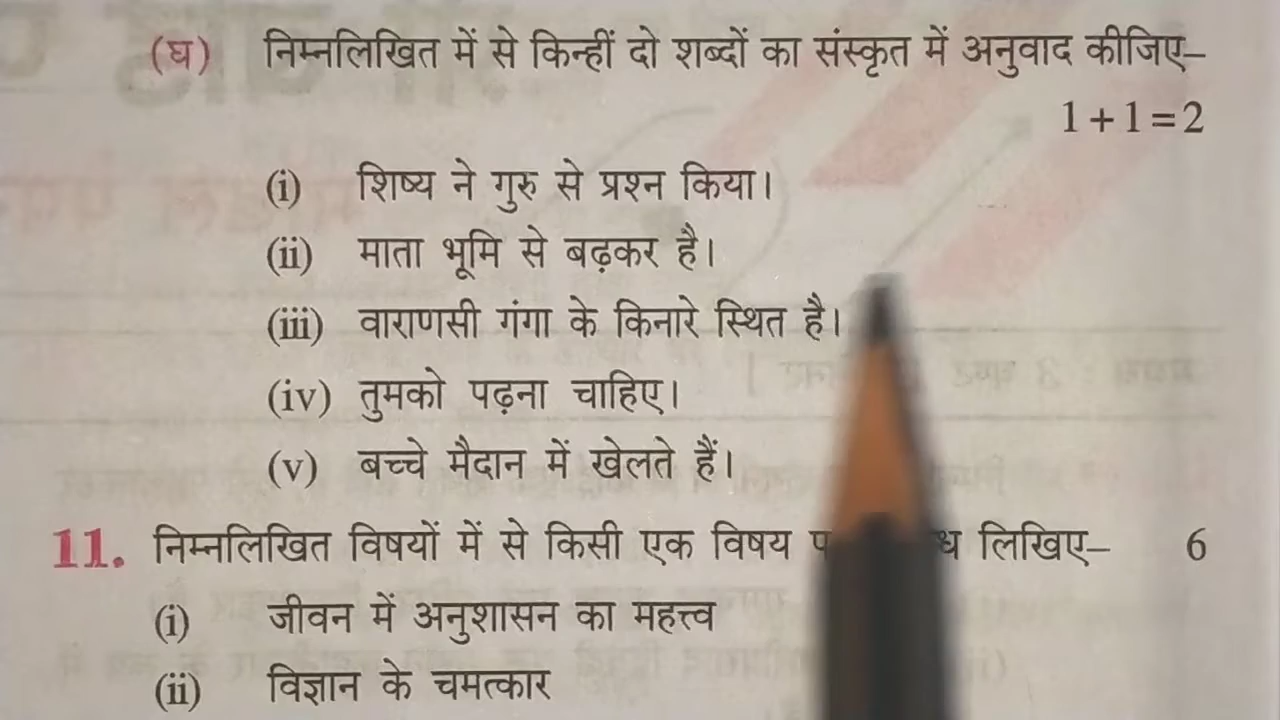 (घ) निम्नलिखित में से किन्हीं दो शब्दों का संस्कृत में अनुवाद कीजिए–
1+1=2
(i) शिष्य ने गुरु से प्रश्न किया।
(ii) माता भूमि से बढ़कर है।
(iii) वाराणसी गंगा के किनारे स्थित है।
(iv) तुमको पढ़ना चाहिए।
(v) बच्चे मैदान में खेलते हैं।
11. निम्नलिखित विषयों में से किसी एक विषय लिखिए– 6
(i) जीवन में अनुशासन का महत्त्व
(ii) विज्ञान के चमत्कार